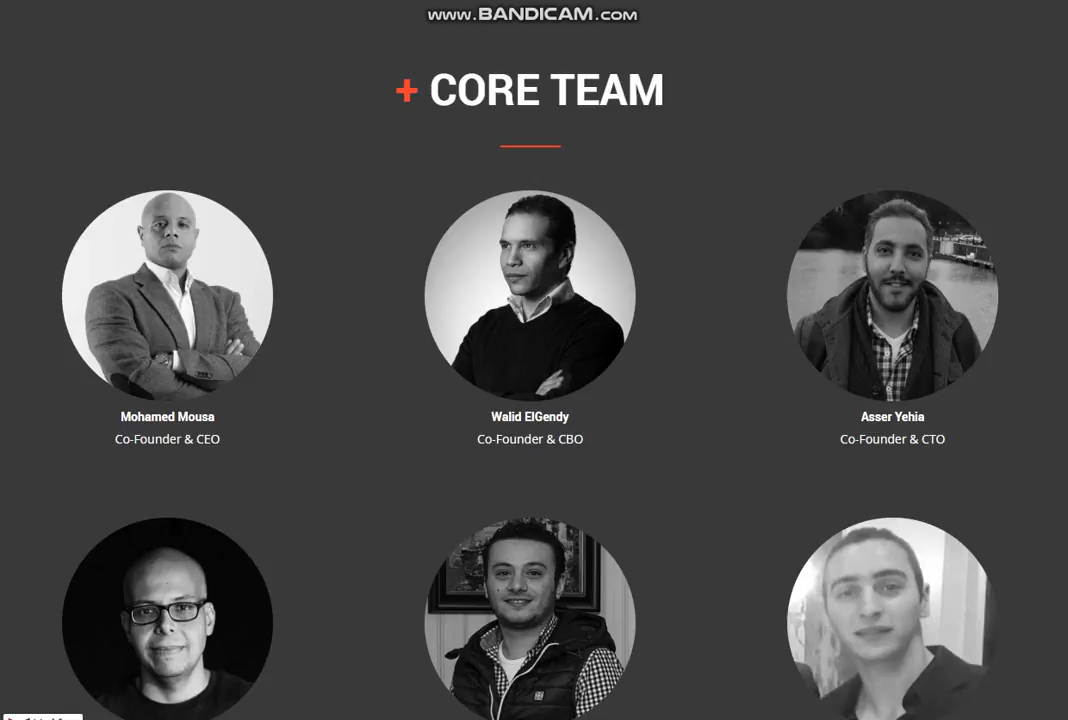 www.BANDICAM.com
+ CORE TEAM
Mohamed Mousa
Walid ElGendy
Asser Yehia
Co-Founder & CEO
Co-Founder & CBO
Co-Founder & CTO